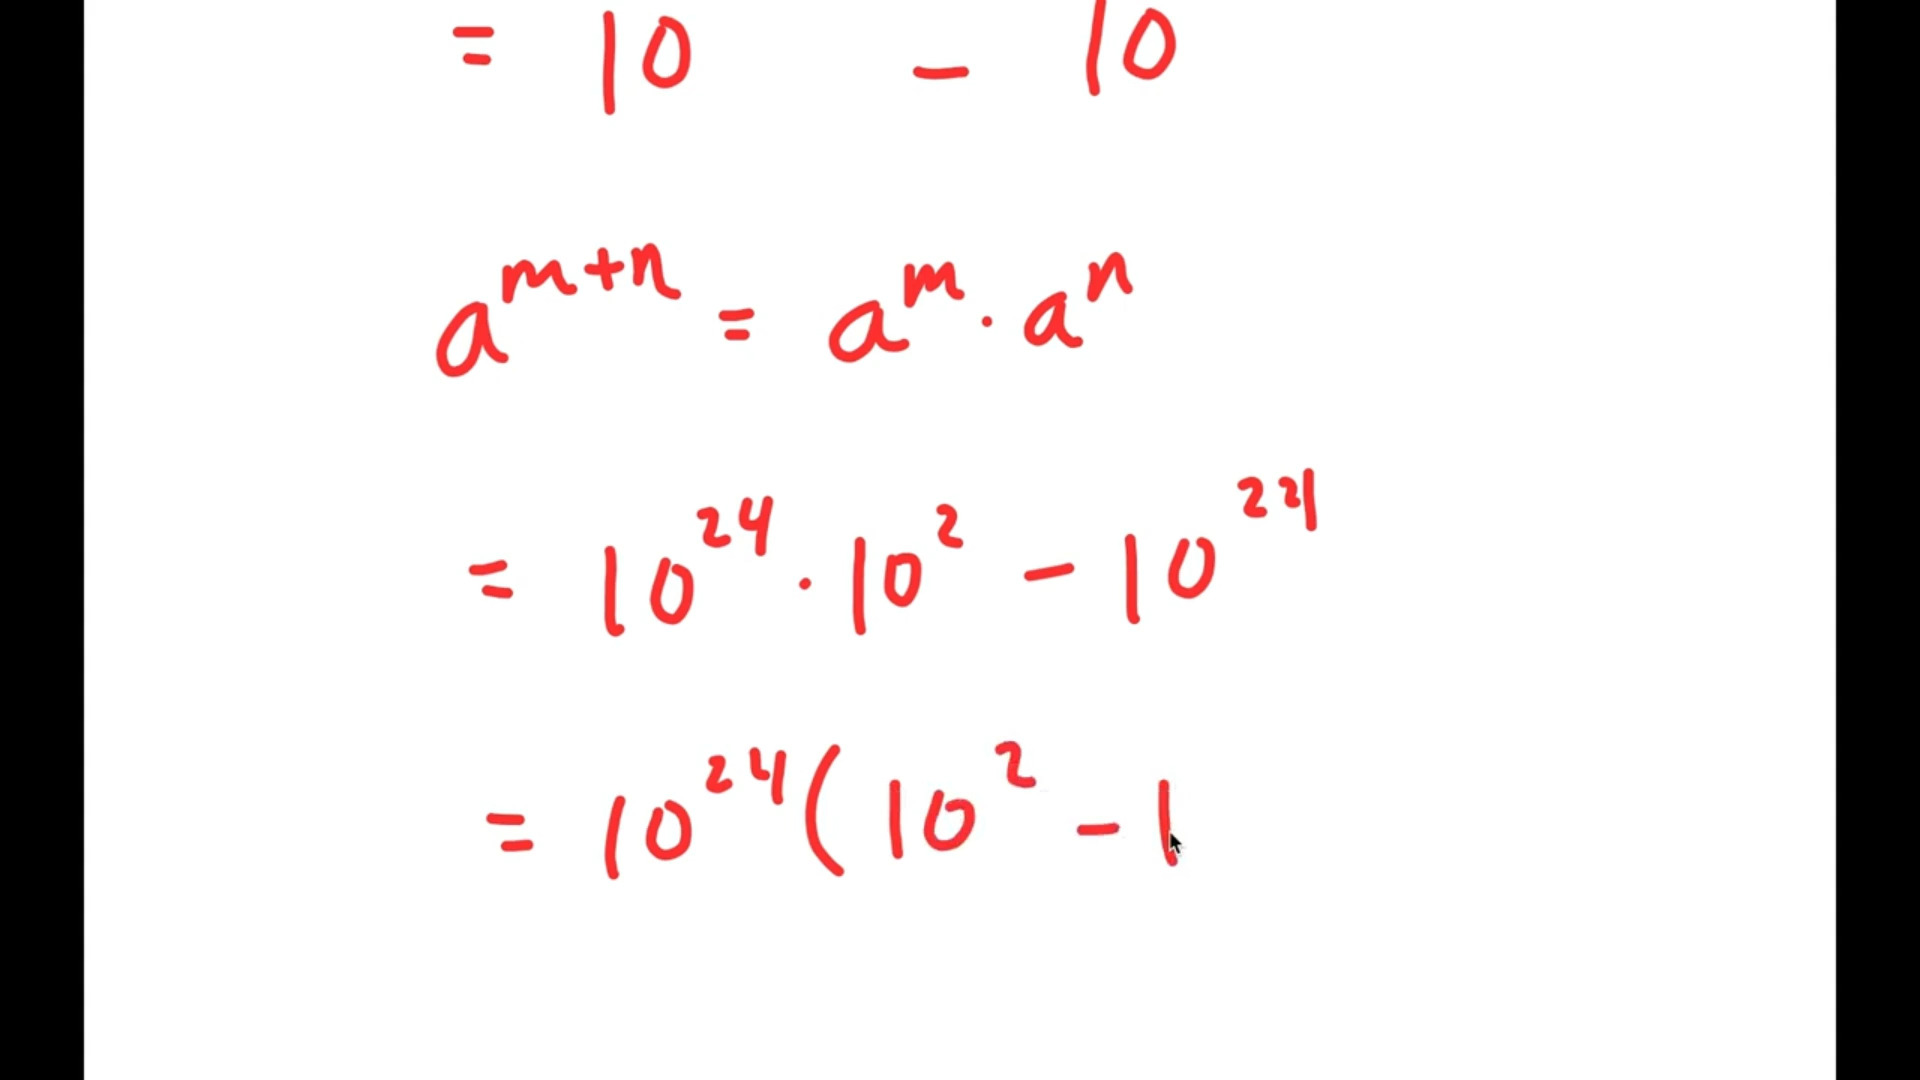 = 10 - 10
a^{m+n} = a^m · a^n
= 10^{24} · 10^2 - 10^{24}
= 10^{24} ( 10^2 - 1